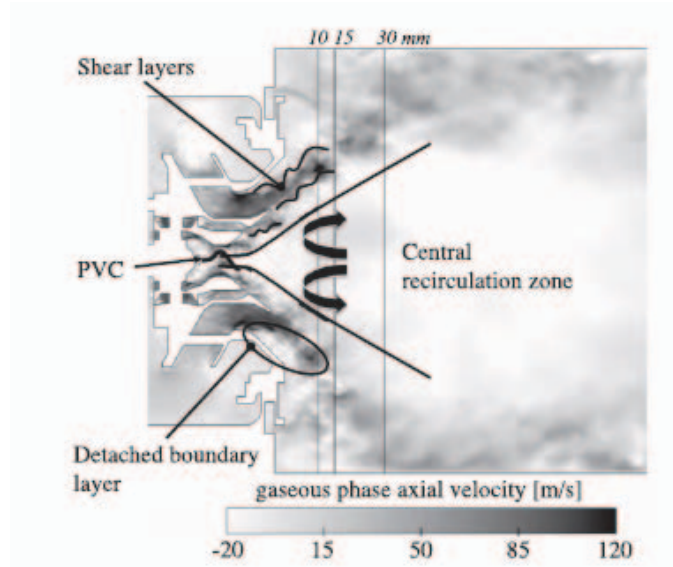 10 15 30 mm
Shear layers
Central
recirculation zone
PVC
Detached boundary
layer
gaseous phase axial velocity [m/s]
-20 15 50 85 120